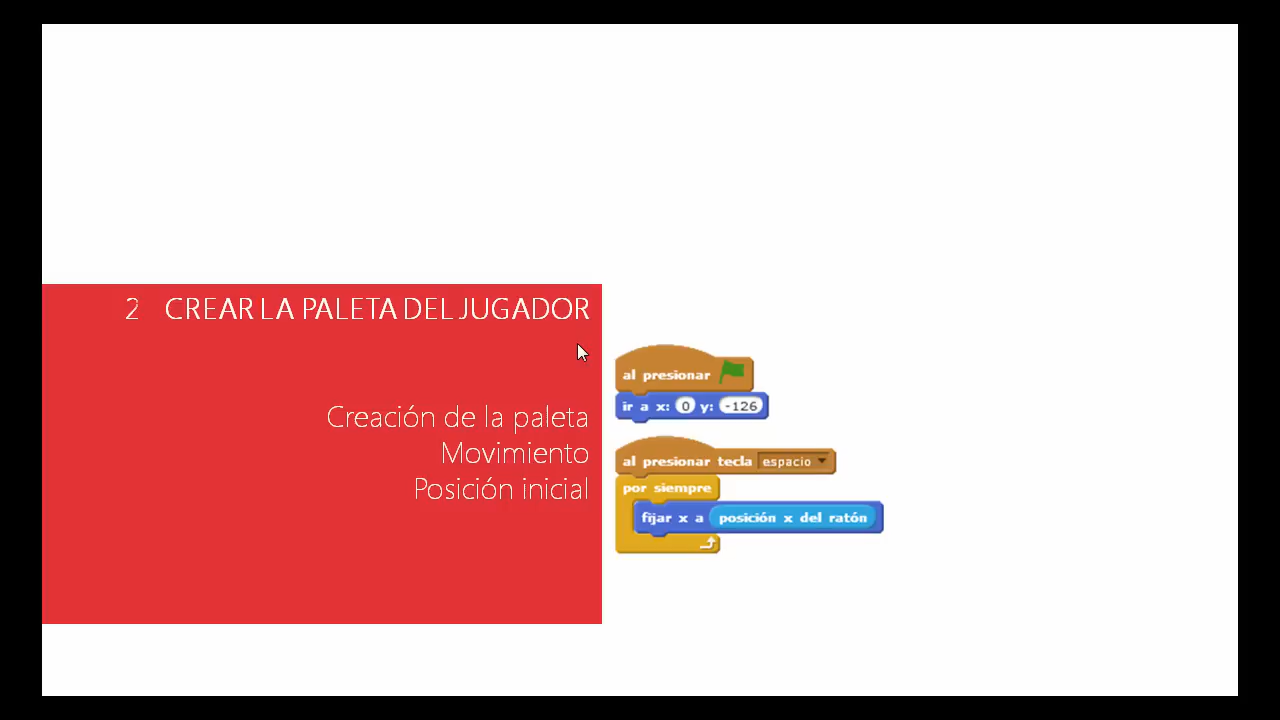 2 CREAR LA PALETA DEL JUGADOR
Creación de la paleta
Movimiento
Posición inicial
al presionar
ir a x: 0 y: -126
al presionar tecla espacio
por siempre
fijar x a posición x del ratón